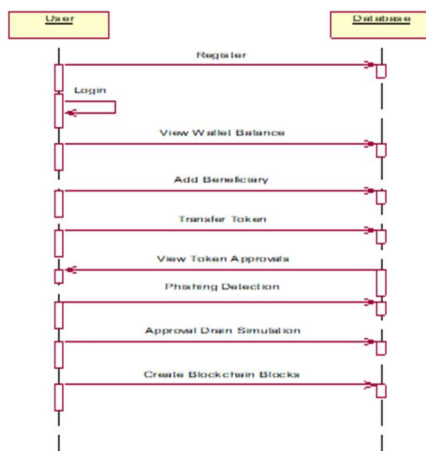 User
Database
Register
Login
View Wallet Balance
Add Beneficiary
Transfer Token
View Token Approvals
Phishing Detection
Approval Drain Simulation
Create Blockchain Blocks